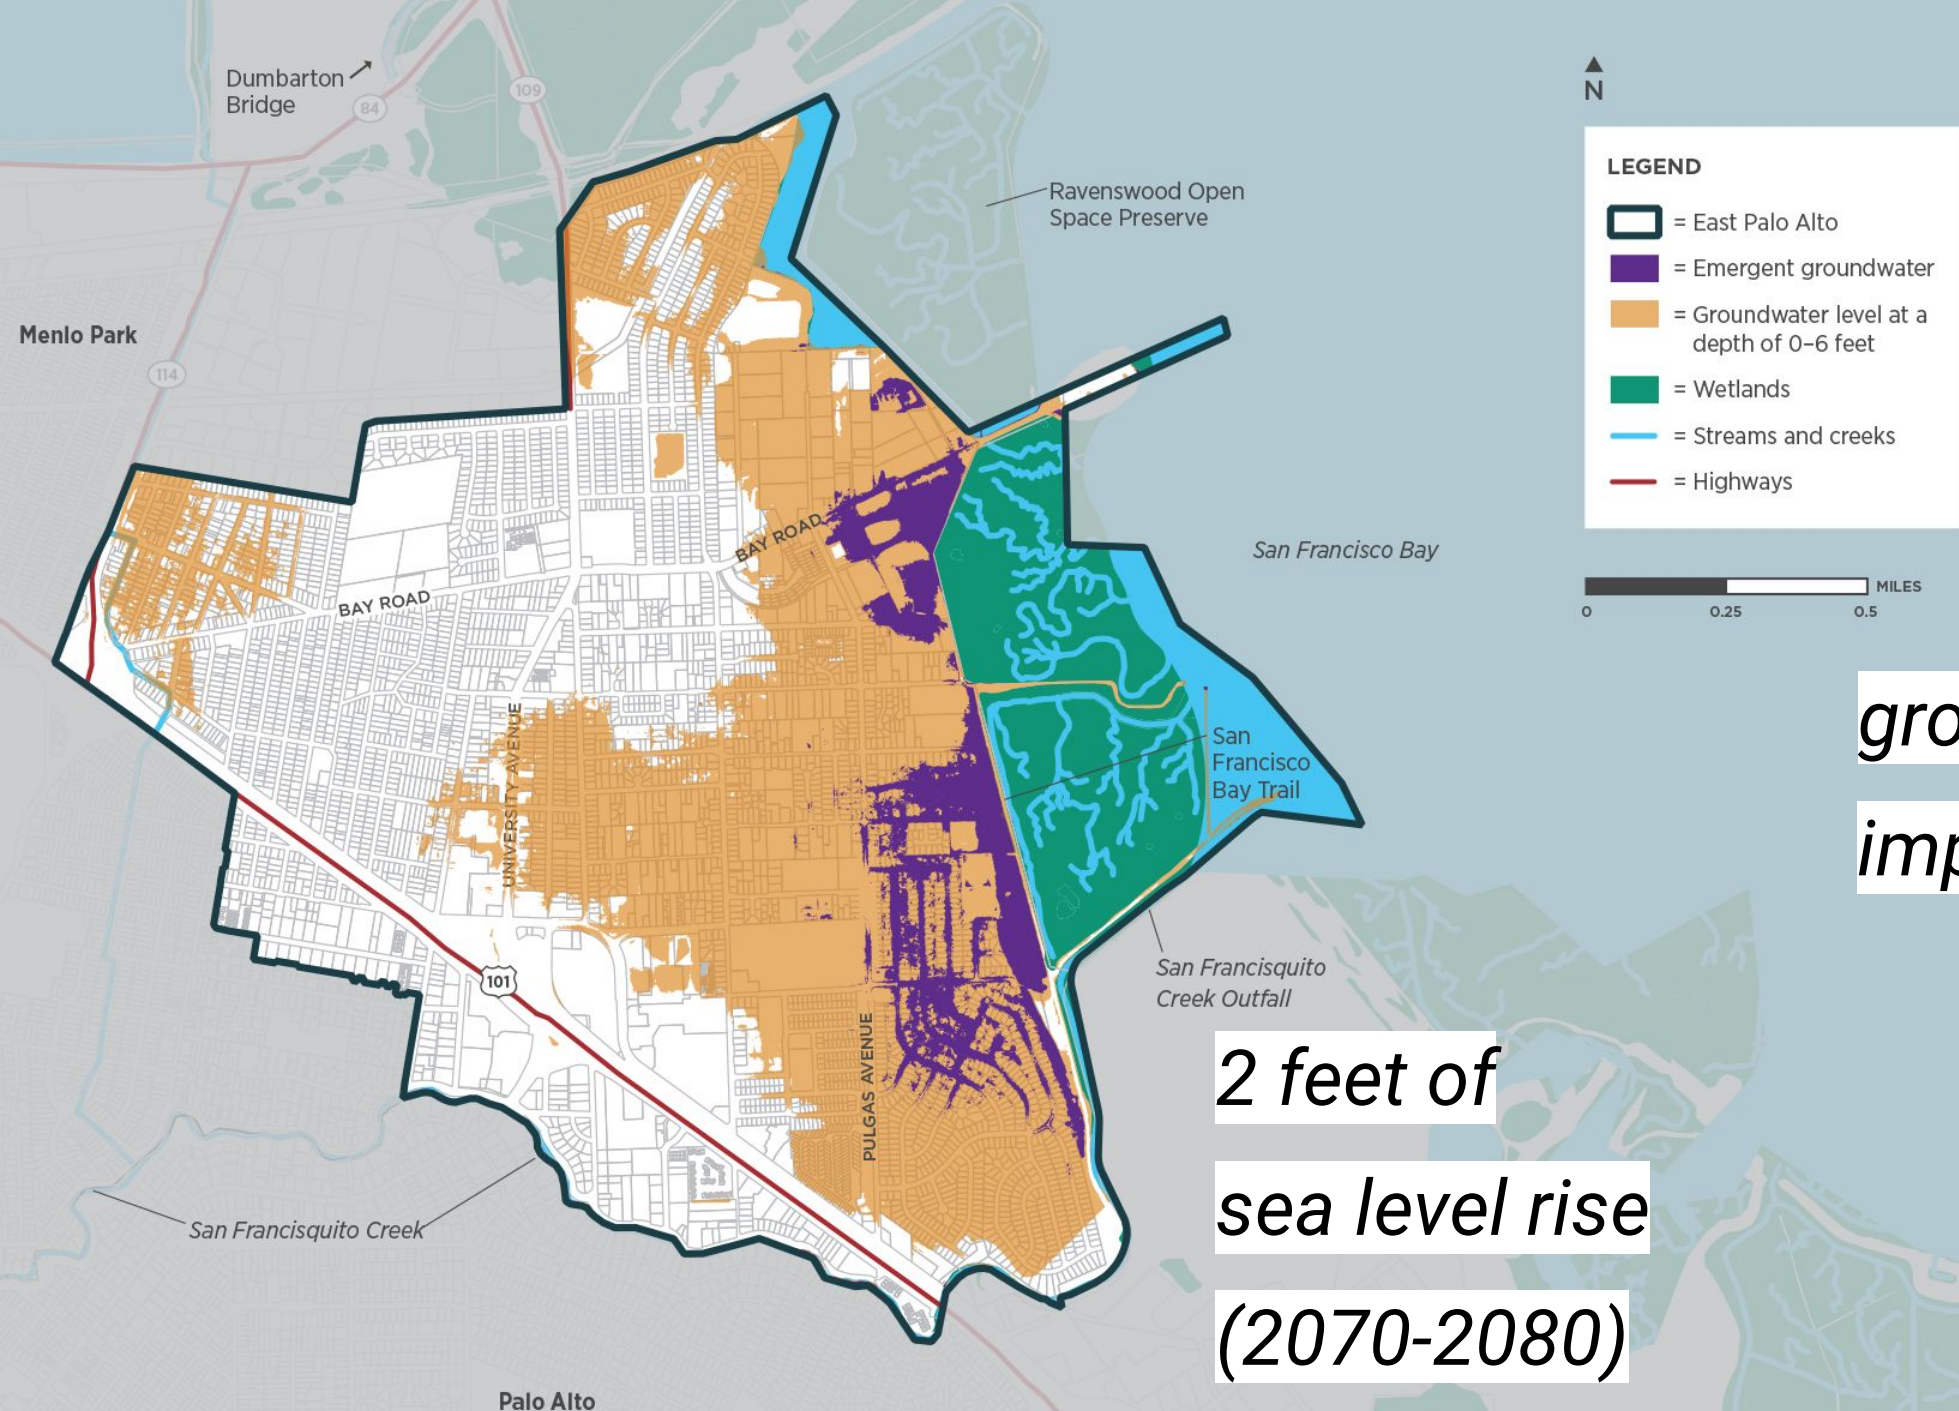 Dumbarton
Bridge
84
109
Ravenswood Open
Space Preserve
N
LEGEND
= East Palo Alto
= Emergent groundwater
= Groundwater level at a
depth of 0–6 feet
= Wetlands
= Streams and creeks
= Highways
MILES
0 0.25 0.5
Menlo Park
114
BAY ROAD
BAY ROAD
San Francisco Bay
UNIVERSITY AVENUE
San
Francisco
Bay Trail
101
San Francisquito
Creek Outfall
PULGAS AVENUE
San Francisquito Creek
Palo Alto
2 feet of
sea level rise
(2070-2080)